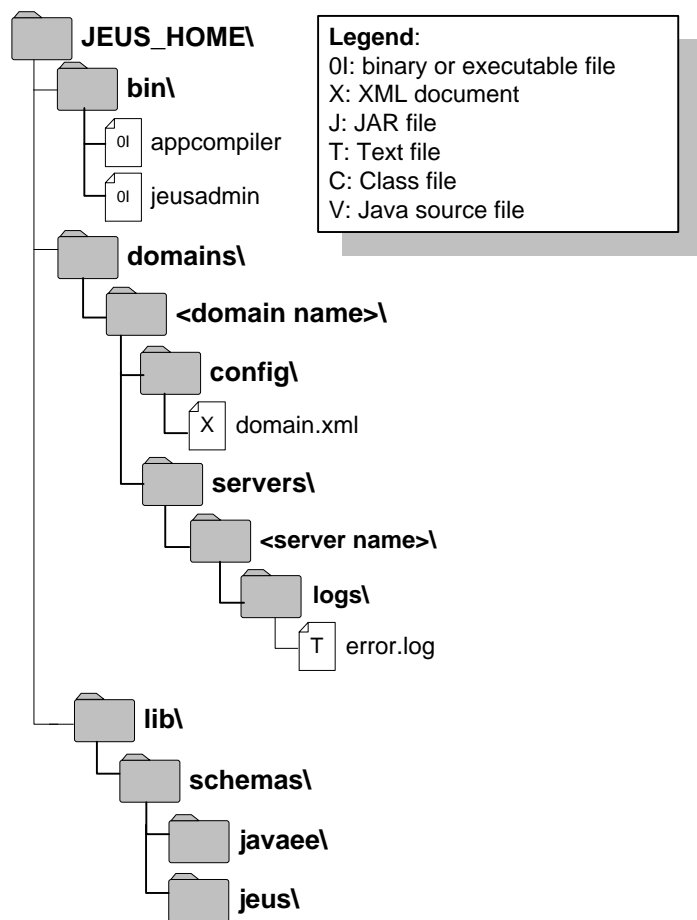 JEUS_HOME\
Legend:
0I: binary or executable file
X: XML document
J: JAR file
T: Text file
C: Class file
V: Java source file
bin\
0I appcompiler
0I jeusadmin
domains\
<domain name>\
config\
X domain.xml
servers\
<server name>\
logs\
T error.log
lib\
schemas\
javaee\
jeus\